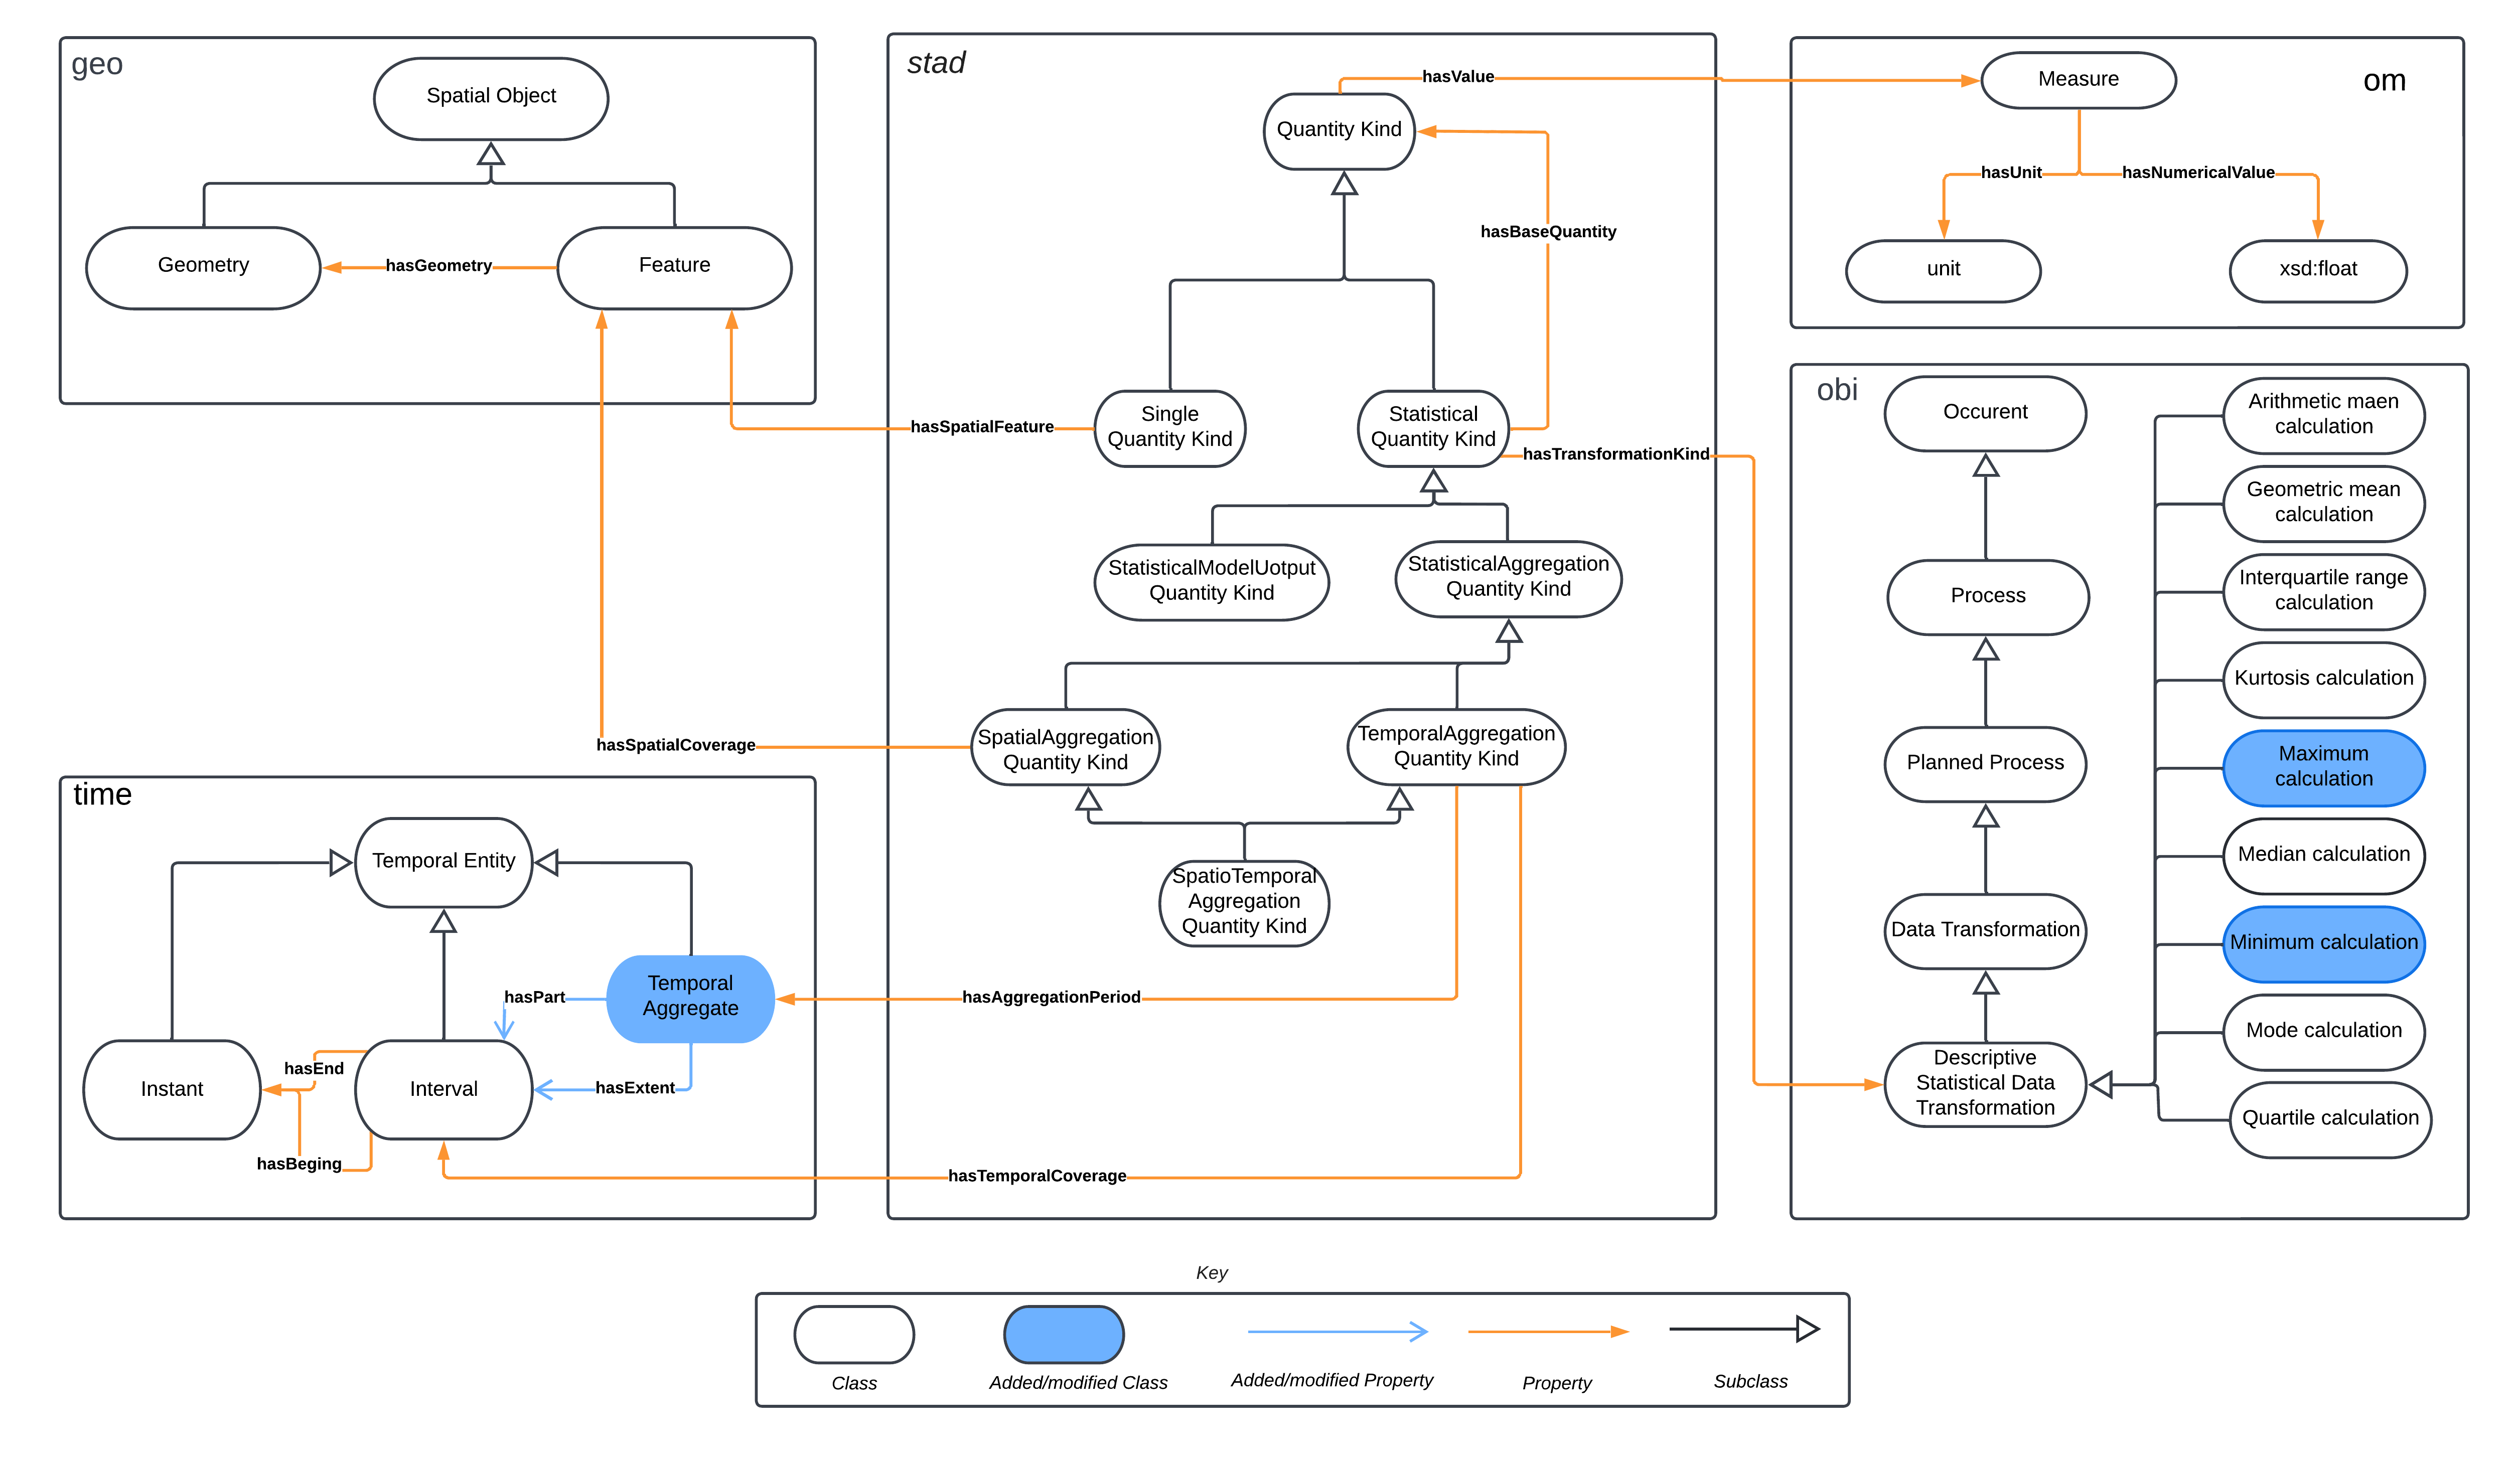 geo
Spatial Object
Geometry
hasGeometry
Feature
stad
hasValue
Quantity Kind
hasBaseQuantity
Single
Quantity Kind
Statistical
Quantity Kind
hasSpatialFeature
hasTransformationKind
StatisticalModelUotput
Quantity Kind
StatisticalAggregation
Quantity Kind
hasSpatialCoverage
SpatialAggregation
Quantity Kind
TemporalAggregation
Quantity Kind
SpatioTemporal
Aggregation
Quantity Kind
hasAggregationPeriod
hasTemporalCoverage
time
Temporal Entity
hasPart
Temporal
Aggregate
hasEnd
Instant
Interval
hasExtent
hasBeging
om
Measure
hasUnit
hasNumericalValue
unit
xsd:float
obi
Occurent
Process
Planned Process
Data Transformation
Descriptive
Statistical Data
Transformation
Arithmetic maen
calculation
Geometric mean
calculation
Interquartile range
calculation
Kurtosis calculation
Maximum
calculation
Median calculation
Minimum calculation
Mode calculation
Quartile calculation
Key
Class
Added/modified Class
Added/modified Property
Property
Subclass